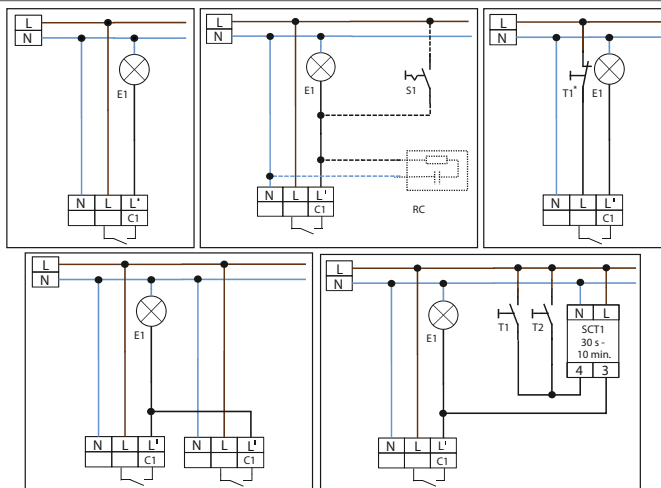 L
N
E1
N L L'
C1
L
N
E1
S1
RC
N L L'
C1
L
N
T1* E1
N L L'
C1
L
N
E1
N L L'
C1
N L L'
C1
L
N
E1
T1 T2
N L
SCT1
30 s -
10 min.
4 3
N L L'
C1